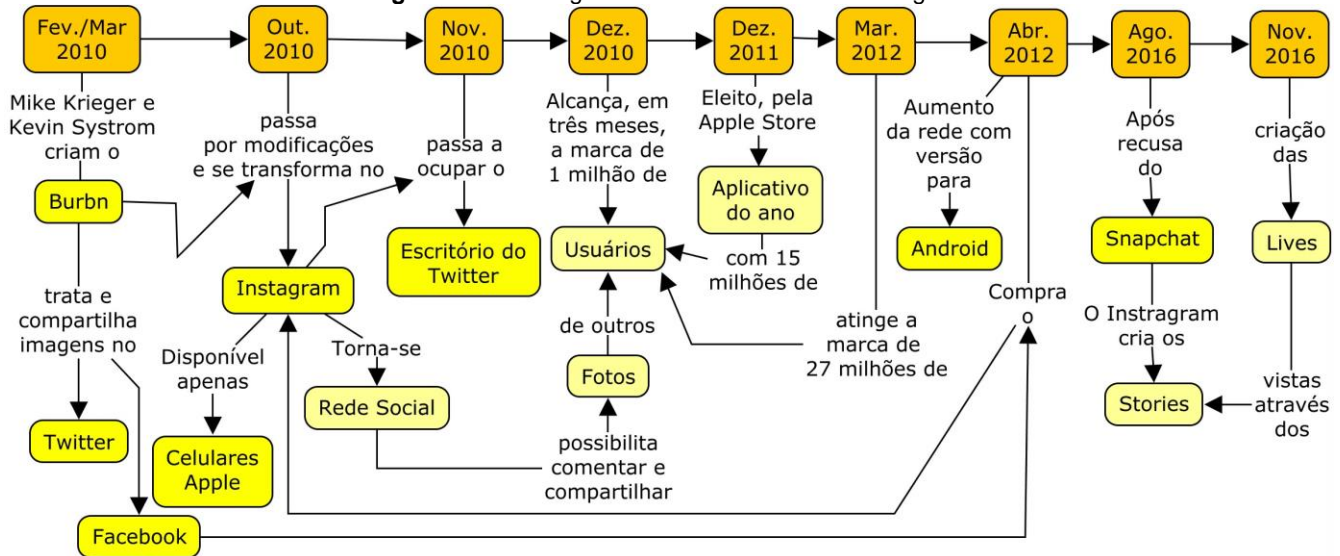 Fev./Mar
2010
Out.
2010
Nov.
2010
Dez.
2010
Dez.
2011
Mar.
2012
Abr.
2012
Ago.
2016
Nov.
2016
Mike Krieger e
Kevin Systrom
criam o
Burbn
trata e
compartilha
imagens no
Twitter
Facebook
passa
por modificações
e se transforma no
Instagram
Disponível
apenas
Celulares
Apple
Torna-se
Rede Social
passa a
ocupar o
Escritório do
Twitter
Alcança, em
três meses,
a marca de
1 milhão de
Usuários
de outros
Fotos
possibilita
comentar e
compartilhar
Eleito, pela
Apple Store
Aplicativo
do ano
com 15
milhões de
atinge a
marca de
27 milhões de
Aumento
da rede com
versão
para
Android
Compra
o
Após
recusa
do
Snapchat
O Instragram
cria os
Stories
criação
das
Lives
vistas
através
dos